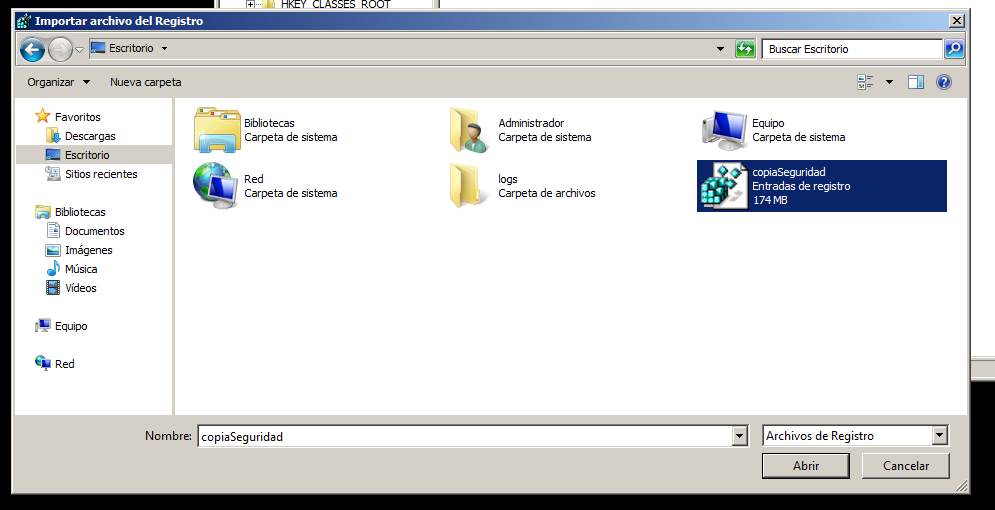 HKEY_CLASSES_ROOT
Importar archivo del Registro
Escritorio
Buscar Escritorio
Organizar
Nueva carpeta
Favoritos
Descargas
Escritorio
Sitios recientes
Bibliotecas
Documentos
Imágenes
Música
Vídeos
Equipo
Red
Bibliotecas
Carpeta de sistema
Administrador
Carpeta de sistema
Equipo
Carpeta de sistema
Red
Carpeta de sistema
logs
Carpeta de archivos
copiaSeguridad
Entradas de registro
174 MB
Nombre: copiaSeguridad
Archivos de Registro
Abrir
Cancelar